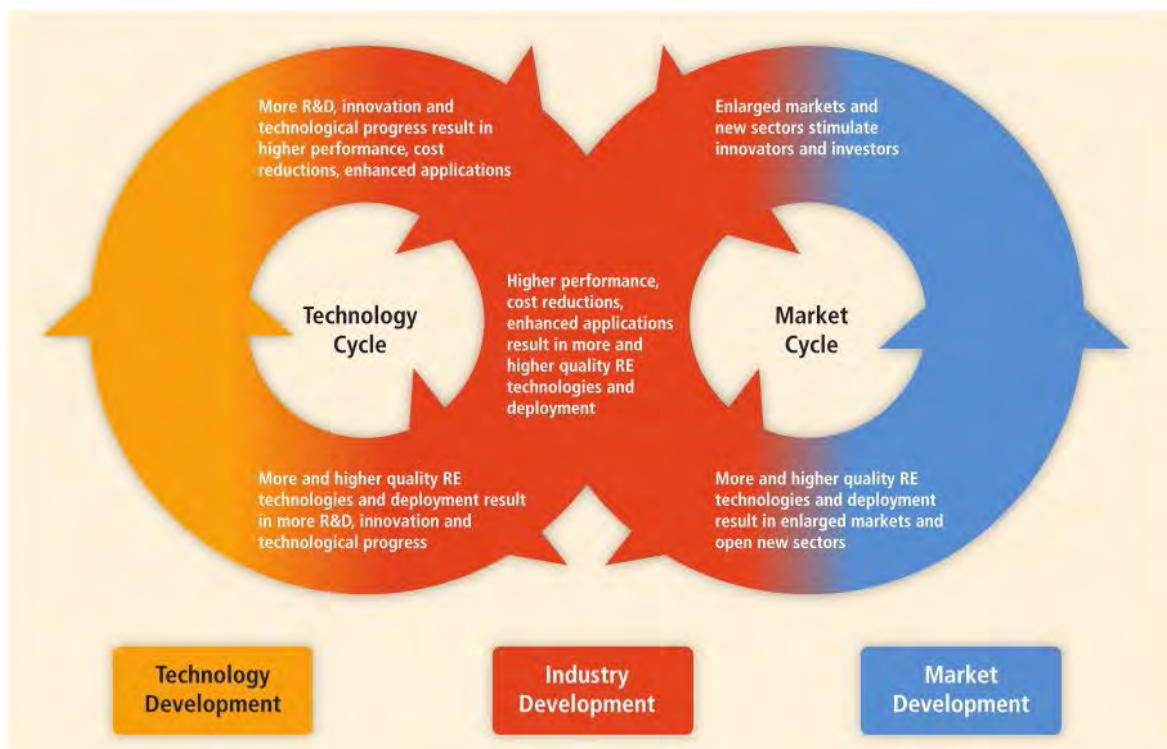 More R&D, innovation and
technological progress result in
higher performance, cost
reductions, enhanced applications
Enlarged markets and
new sectors stimulate
innovators and investors
Technology
Cycle
Higher performance,
cost reductions,
enhanced applications
result in more and
higher quality RE
technologies and
deployment
Market
Cycle
More and higher quality RE
technologies and deployment result
in more R&D, innovation and
technological progress
More and higher quality RE
technologies and deployment
result in enlarged markets and
open new sectors
Technology
Development
Industry
Development
Market
Development